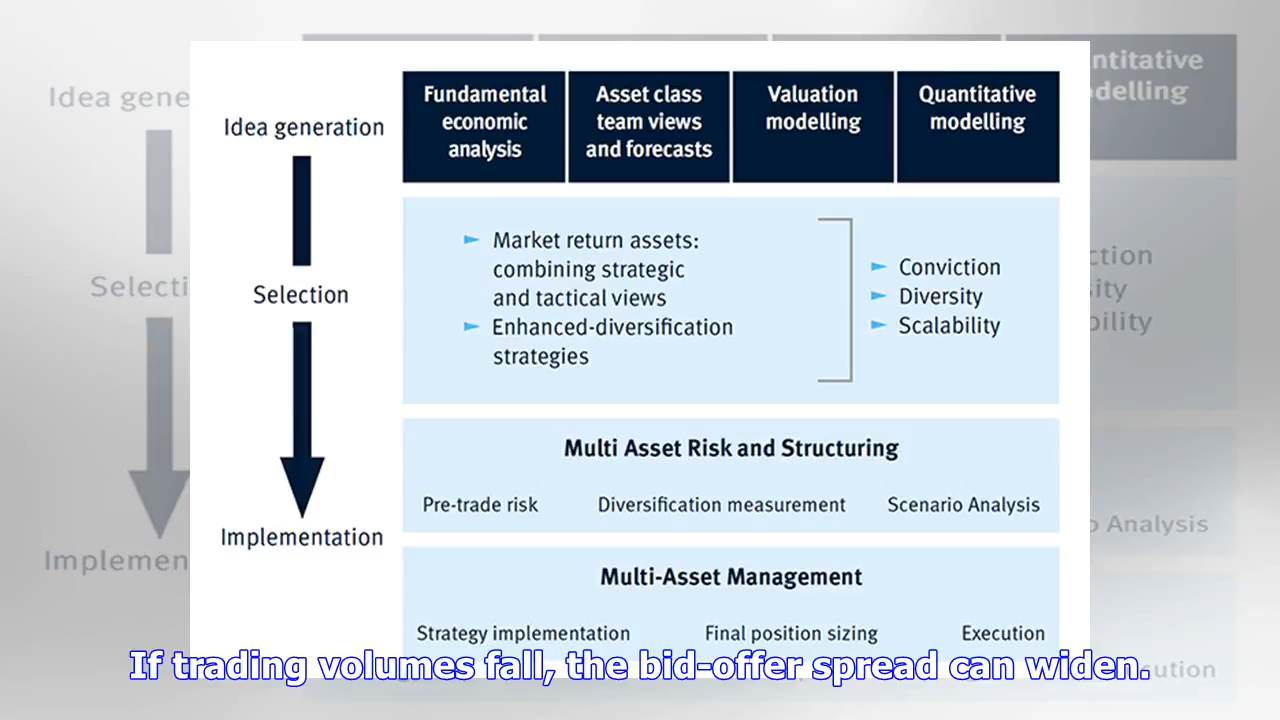 Idea generation
Fundamental
economic
analysis
Asset class
team views
and forecasts
Valuation
modelling
Quantitative
modelling
Selection
Market return assets:
combining strategic
and tactical views
Enhanced-diversification
strategies
Conviction
Diversity
Scalability
Multi Asset Risk and Structuring
Pre-trade risk
Diversification measurement
Scenario Analysis
Implementation
Multi-Asset Management
Strategy implementation
Final position sizing
Execution
If trading volumes fall, the bid-offer spread can widen.